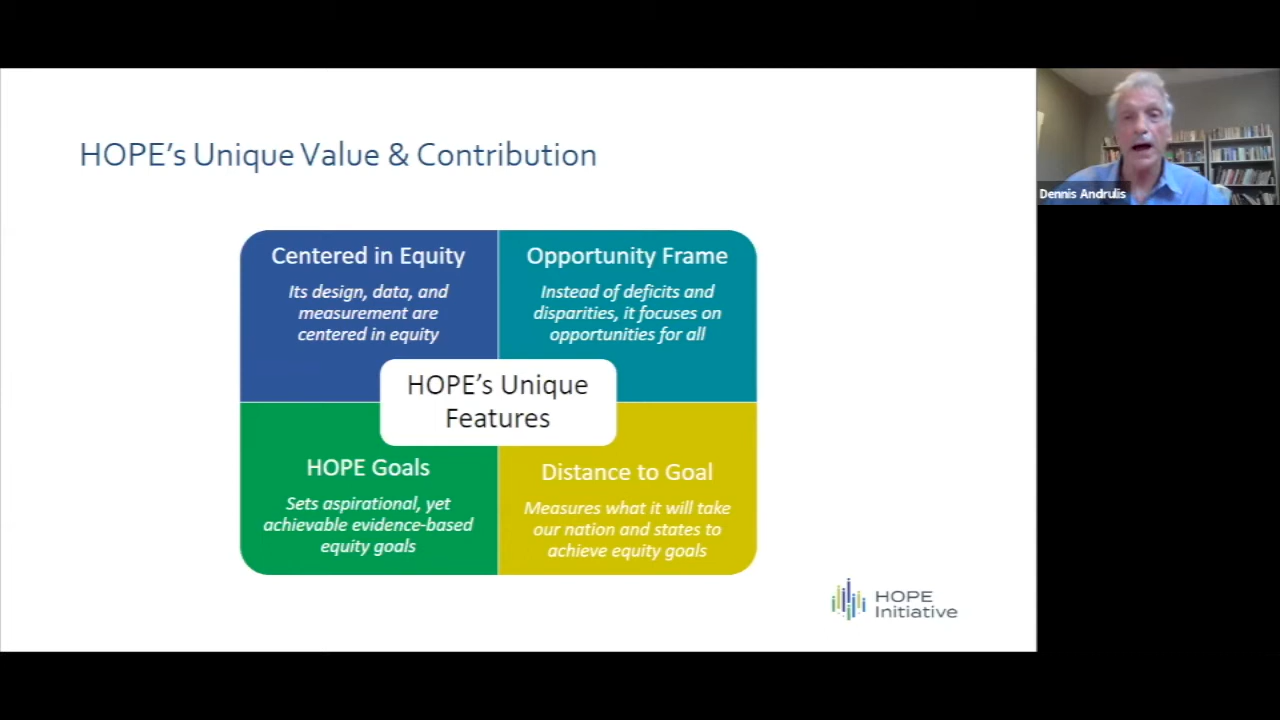 HOPE's Unique Value & Contribution
Dennis Andrulis
Centered in Equity
Its design, data, and
measurement are
centered in equity
Opportunity Frame
Instead of deficits and
disparities, it focuses on
opportunities for all
HOPE's Unique
Features
HOPE Goals
Sets aspirational, yet
achievable evidence-based
equity goals
Distance to Goal
Measures what it will take
our nation and states to
achieve equity goals
HOPE
Initiative